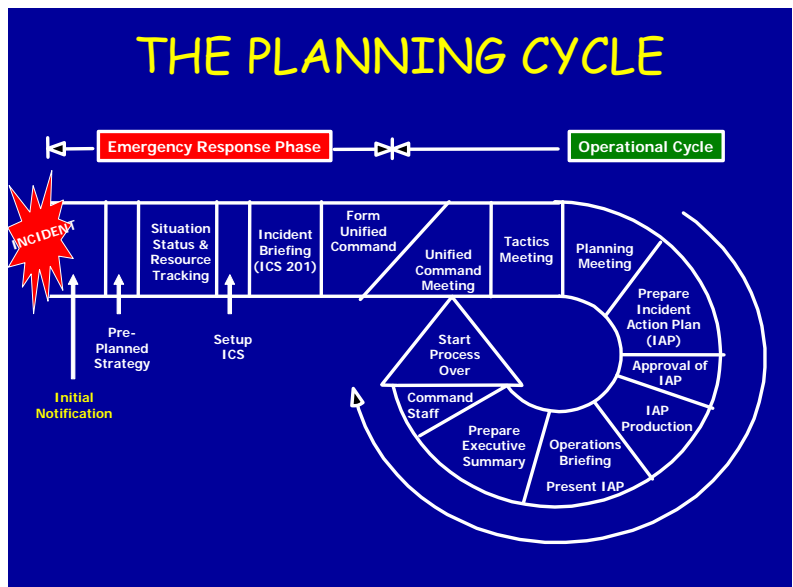 THE PLANNING CYCLE
Emergency Response Phase
Operational Cycle
INCIDENT
Situation
Status &
Resource
Tracking
Incident
Briefing
(ICS 201)
Form
Unified
Command
Unified
Command
Meeting
Tactics
Meeting
Planning
Meeting
Prepare
Incident
Action Plan
(IAP)
Approval of
IAP
IAP
Production
Operations
Briefing
Present IAP
Prepare
Executive
Summary
Command
Staff
Start
Process
Over
Pre-
Planned
Strategy
Setup
ICS
Initial
Notification